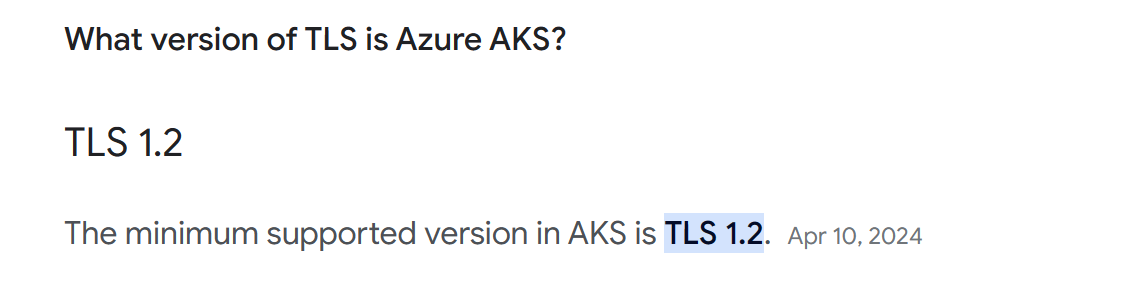 What version of TLS is Azure AKS?
TLS 1.2
The minimum supported version in AKS is TLS 1.2. Apr 10, 2024